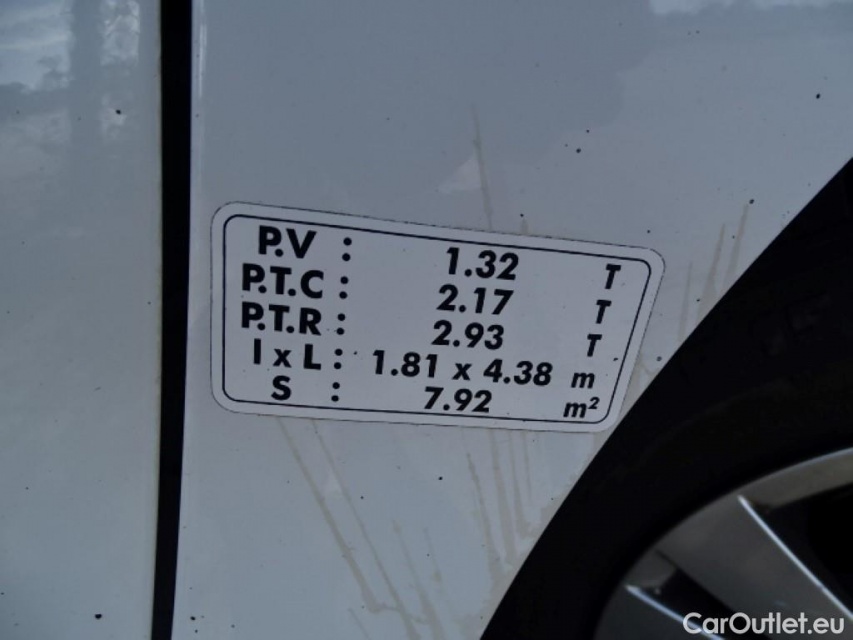 P.V : 1.32 T
P.T.C : 2.17 T
P.T.R : 2.93 T
l x L : 1.81 x 4.38 m
S : 7.92 m²
CarOutlet.eu